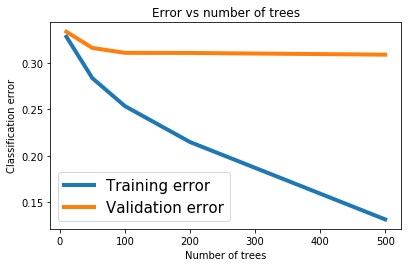 Error vs number of trees
Classification error
0.30
0.25
0.20
0.15
Training error
Validation error
0
100
200
300
400
500
Number of trees